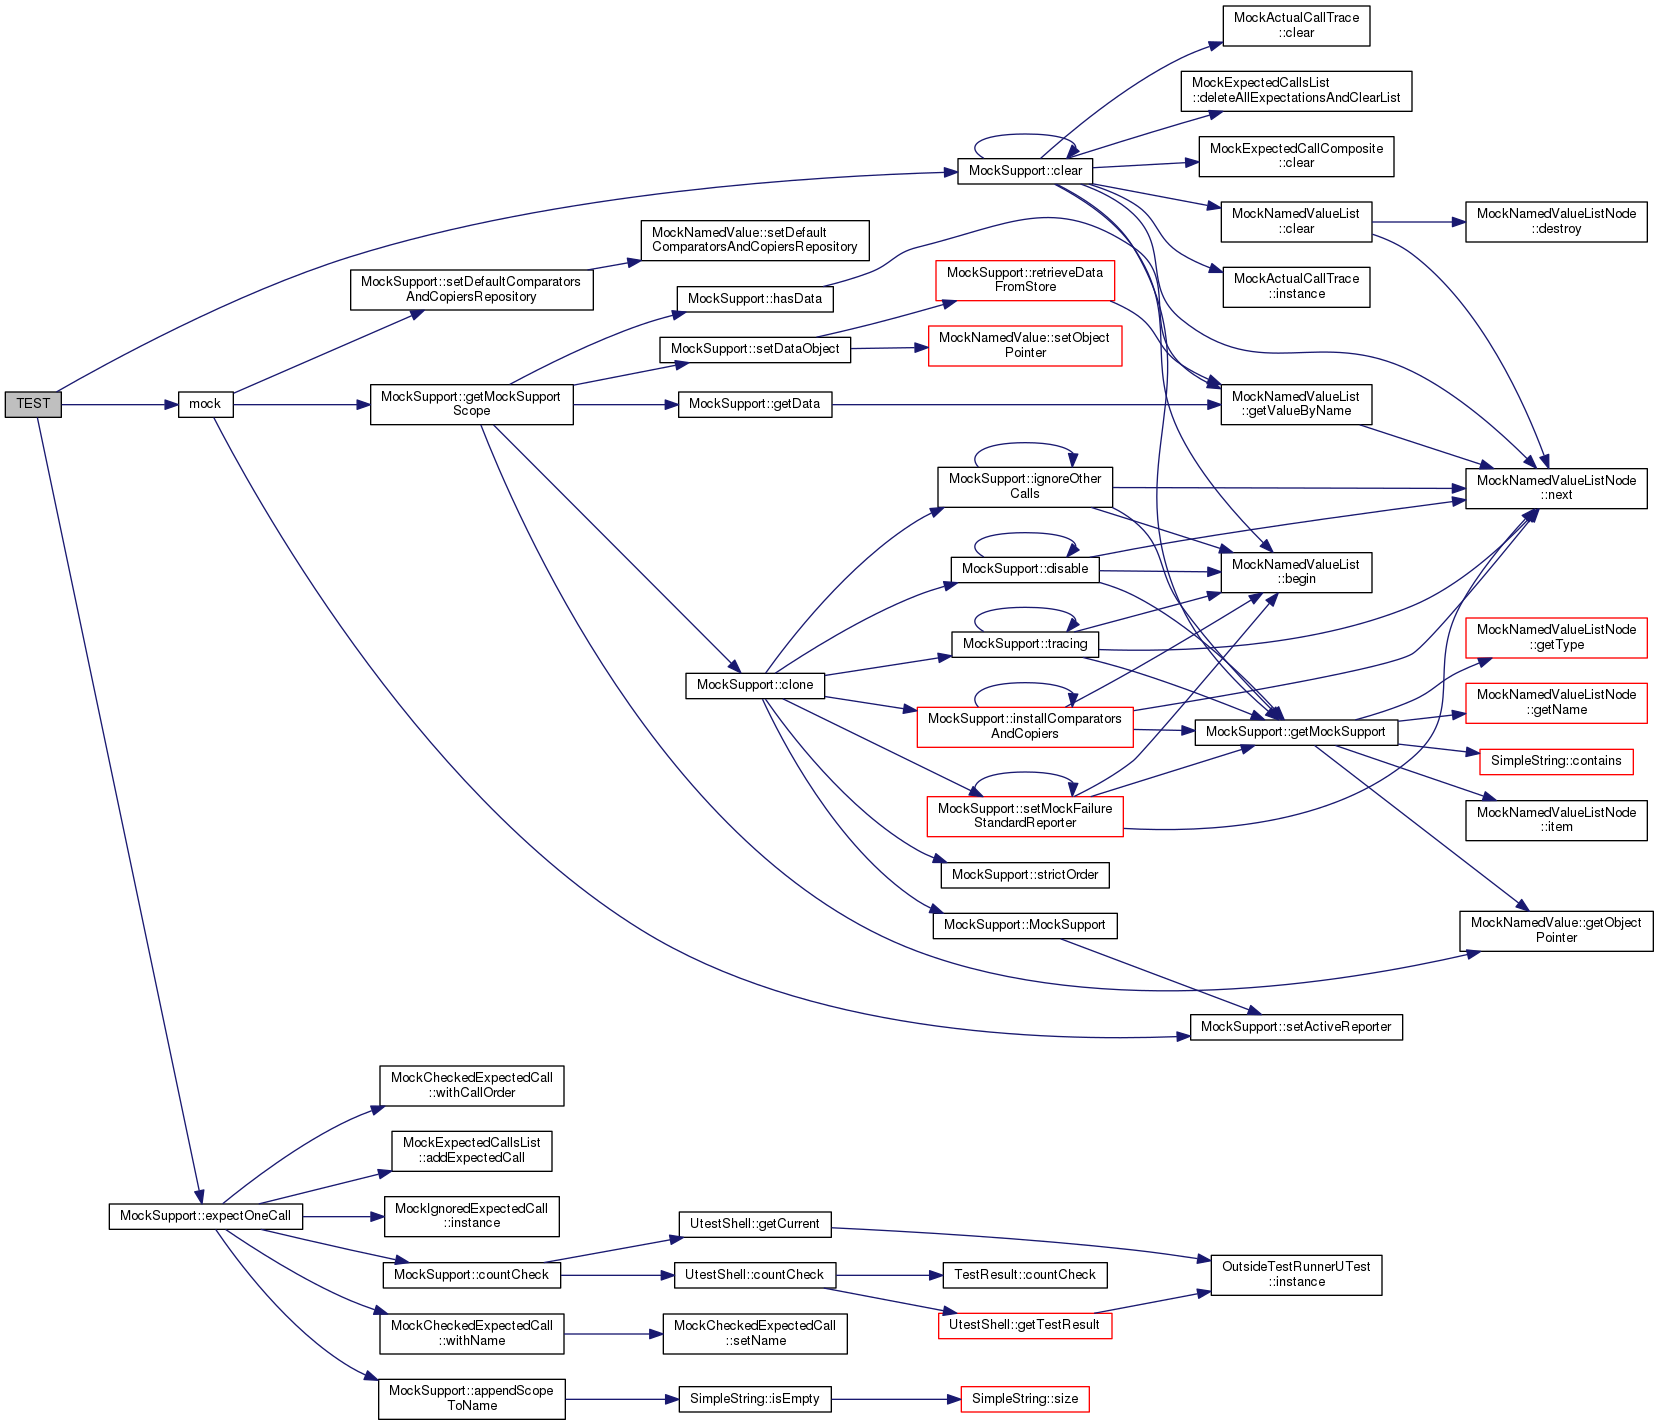 MockActualCallTrace
::clear
MockExpectedCallsList
::deleteAllExpectationsAndClearList
MockExpectedCallComposite
::clear
MockSupport::clear
MockNamedValueList
::clear
MockNamedValueListNode
::destroy
MockNamedValue::setDefault
ComparatorsAndCopiersRepository
MockSupport::setDefaultComparators
AndCopiersRepository
MockSupport::retrieveData
FromStore
MockActualCallTrace
::instance
MockSupport::hasData
MockSupport::setDataObject
MockNamedValue::setObject
Pointer
TEST
mock
MockSupport::getMockSupport
Scope
MockSupport::getData
MockNamedValueList
::getValueByName
MockSupport::ignoreOther
Calls
MockNamedValueListNode
::next
MockSupport::disable
MockNamedValueList
::begin
MockSupport::tracing
MockNamedValueListNode
::getType
MockSupport::clone
MockNamedValueListNode
::getName
MockSupport::installComparators
AndCopiers
MockSupport::getMockSupport
SimpleString::contains
MockSupport::setMockFailure
StandardReporter
MockNamedValueListNode
::item
MockSupport::strictOrder
MockSupport::MockSupport
MockNamedValue::getObject
Pointer
MockSupport::setActiveReporter
MockCheckedExpectedCall
::withCallOrder
MockExpectedCallsList
::addExpectedCall
MockSupport::expectOneCall
MockIgnoredExpectedCall
::instance
UtestShell::getCurrent
MockSupport::countCheck
UtestShell::countCheck
TestResult::countCheck
OutsideTestRunnerUTest
::instance
MockCheckedExpectedCall
::withName
MockCheckedExpectedCall
::setName
UtestShell::getTestResult
MockSupport::appendScope
ToName
SimpleString::isEmpty
SimpleString::size